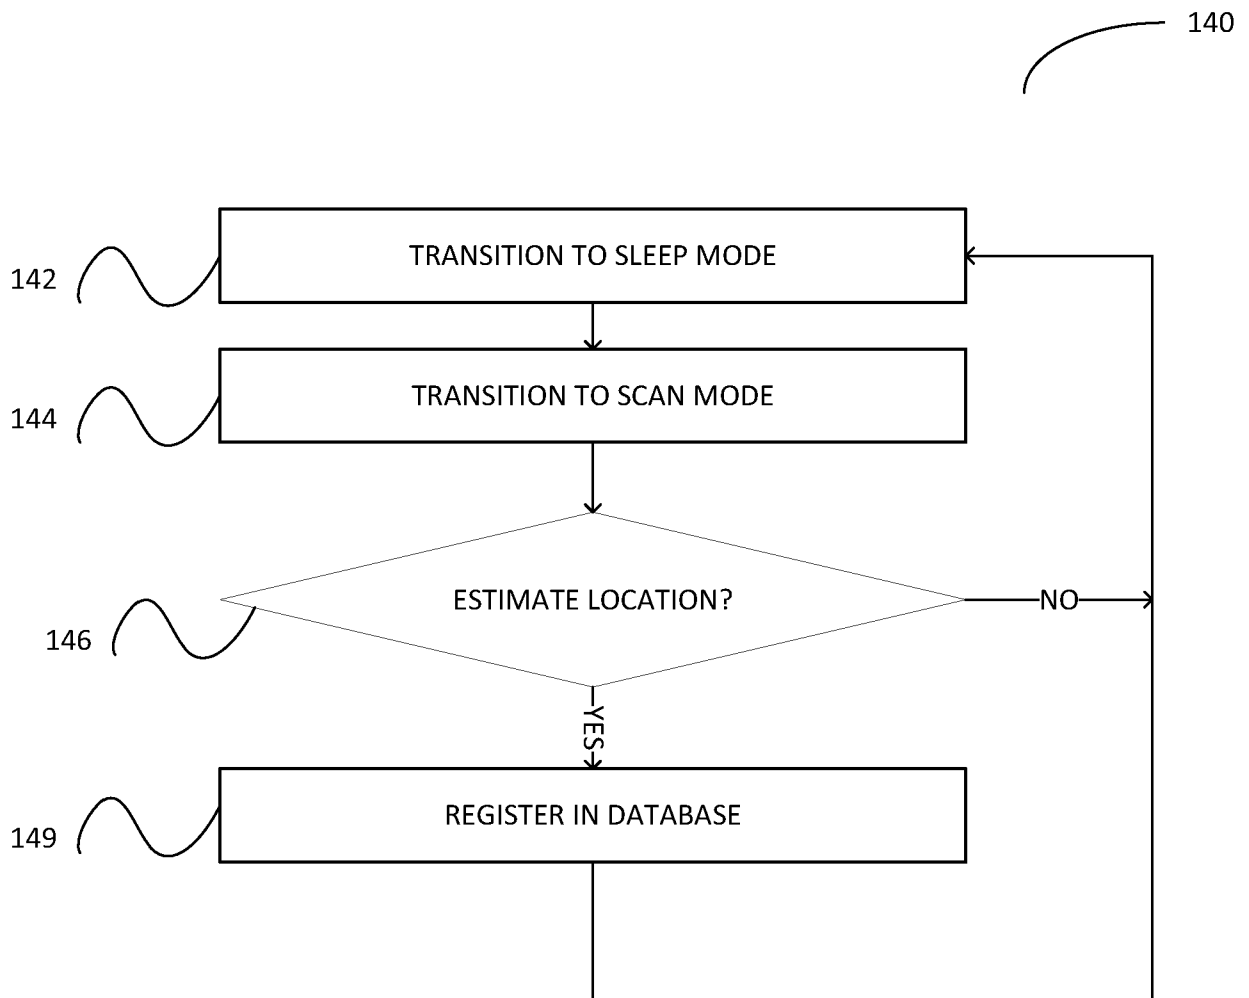 140
TRANSITION TO SLEEP MODE
142
TRANSITION TO SCAN MODE
144
ESTIMATE LOCATION?
NO
146
YES
REGISTER IN DATABASE
149